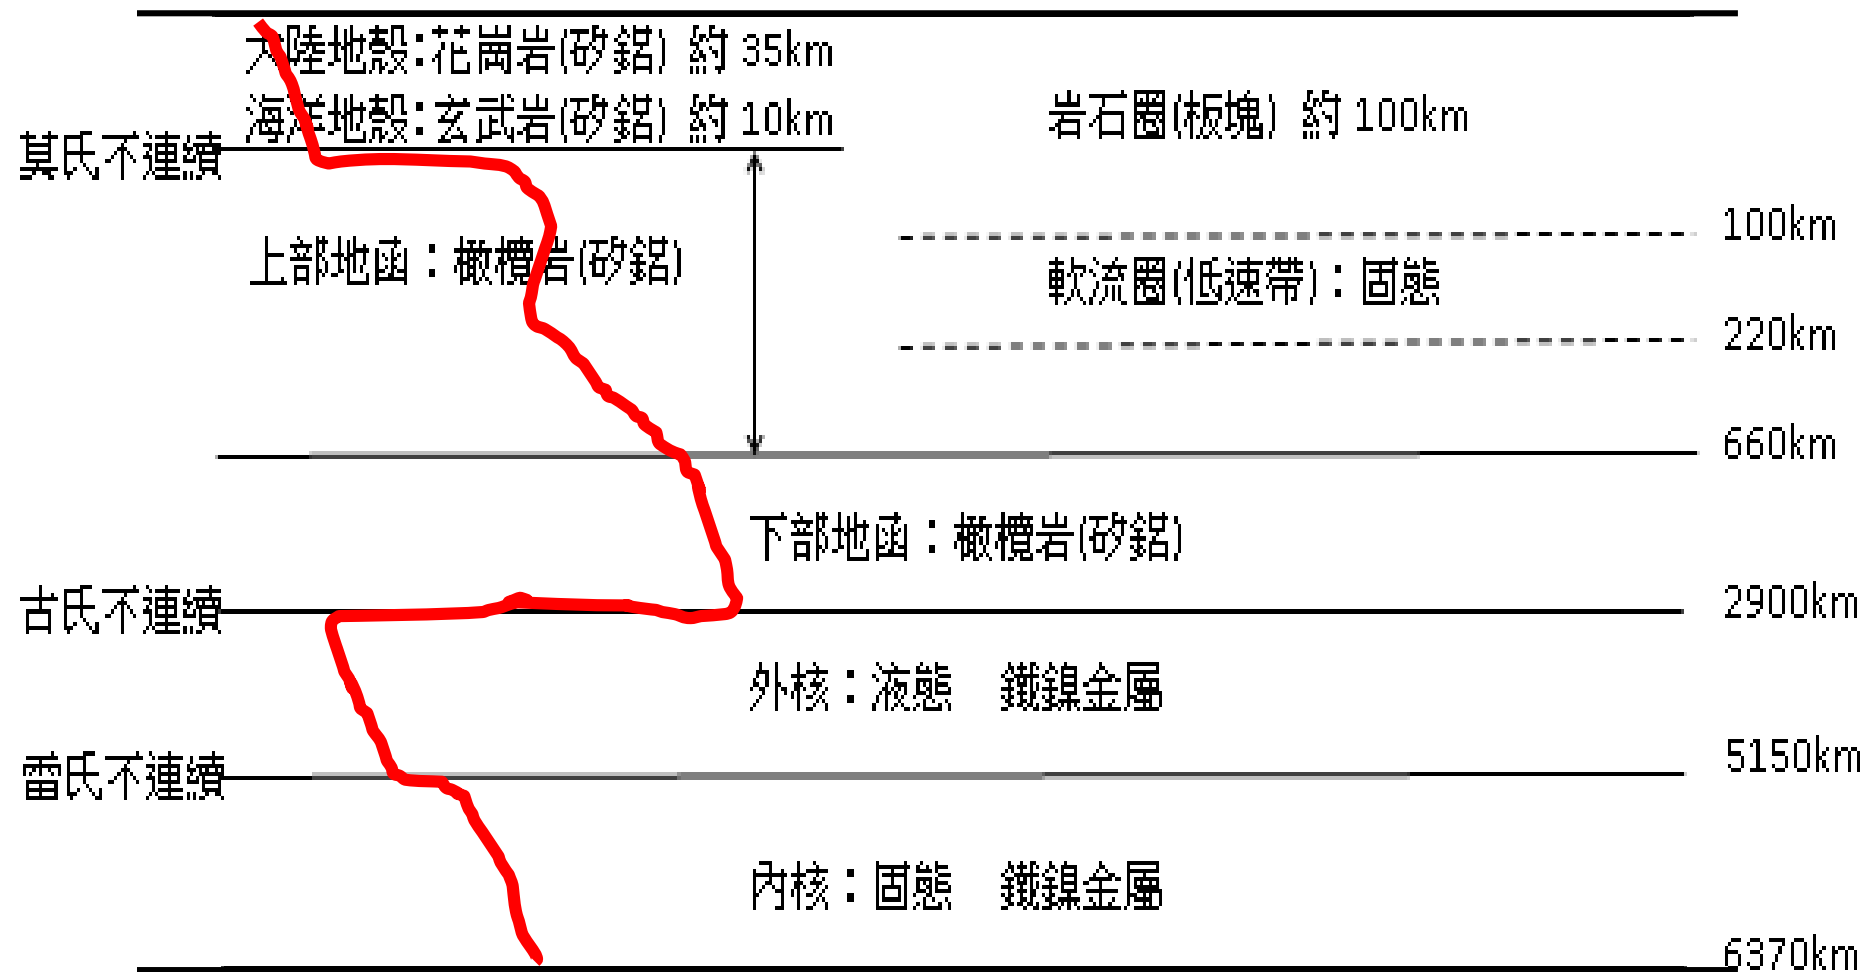 大陸地殼:花崗岩(矽鋁) 約 35km
海洋地殼:玄武岩(矽鋁) 約 10km
岩石圈(板塊) 約 100km
莫氏不連續
100km
上部地函：橄欖岩(矽鋁)
軟流圈(低速帶)：固態
220km
660km
下部地函：橄欖岩(矽鋁)
古氏不連續
2900km
外核：液態 鐵鎳金屬
雷氏不連續
5150km
內核：固態 鐵鎳金屬
6370km